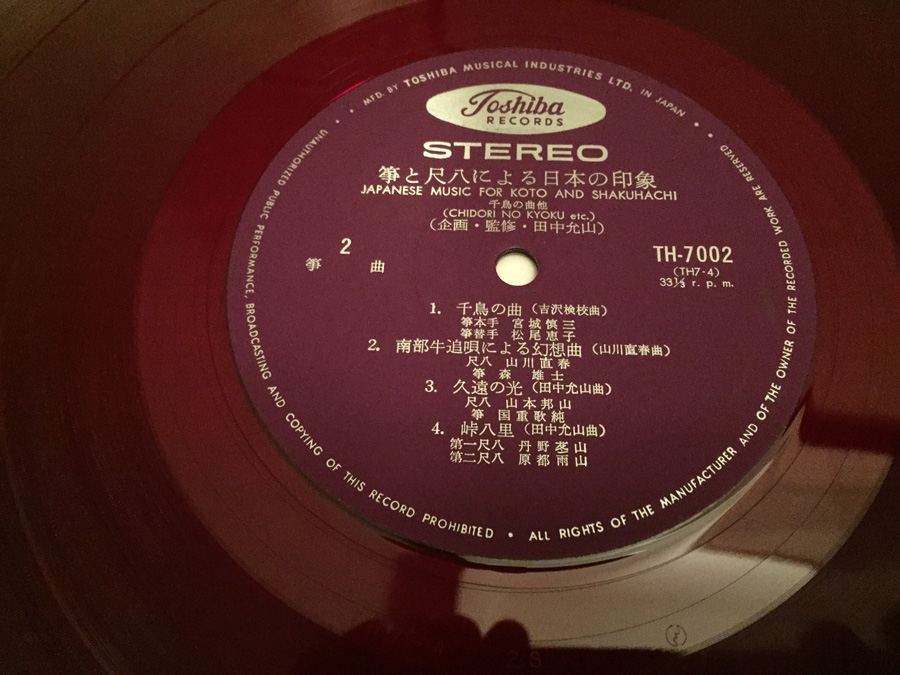 MFD. BY TOSHIBA MUSICAL INDUSTRIES LTD. IN JAPAN
Toshiba
RECORDS
STEREO
箏と尺八による日本の印象
JAPANESE MUSIC FOR KOTO AND SHAKUHACHI
千鳥の曲他
(CHIDORI NO KYOKU etc.)
(企画・監修・田中允山)
2
箏 曲
TH-7002
(TH7-4)
33⅓ r. p. m.
1. 千鳥の曲 (吉沢検校曲)
箏本手 宮城慎三
箏替手 松尾恵子
2. 南部牛追唄による幻想曲 (山川直春曲)
尺八 山川直春
箏 森雄士
3. 久遠の光 (田中允山曲)
尺八 山本邦山
箏 国重歌純
4. 峠八里 (田中允山曲)
第一尺八 丹野 山
第二尺八 原都雨山
UNAUTHORIZED PUBLIC PERFORMANCE, BROADCASTING AND COPYING OF THIS RECORD PROHIBITED • ALL RIGHTS OF THE MANUFACTURER AND OF THE OWNER OF THE RECORDED WORK ARE RESERVED
2S